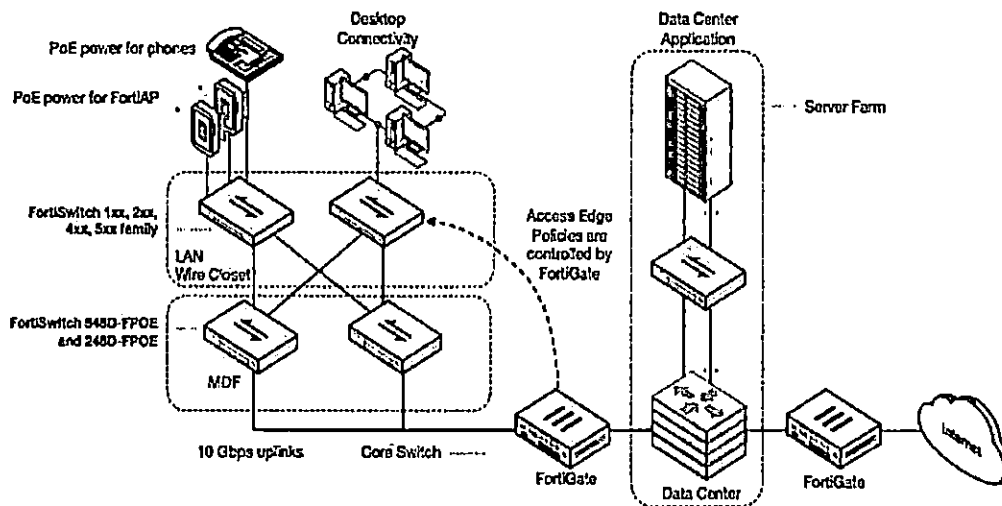 PoE power for phones
PoE power for FortiAP
Desktop
Connectivity
Data Center
Application
Server Farm
FortiSwitch 1xx, 2xx,
4xx, 5xx family
LAN
Wire Closet
Access Edge
Policies are
controlled by
FortiGate
FortiSwitch 548D-FPOE
and 248D-FPOE
MDF
10 Gbps uplinks
Core Switch
FortiGate
Data Center
FortiGate
Internet